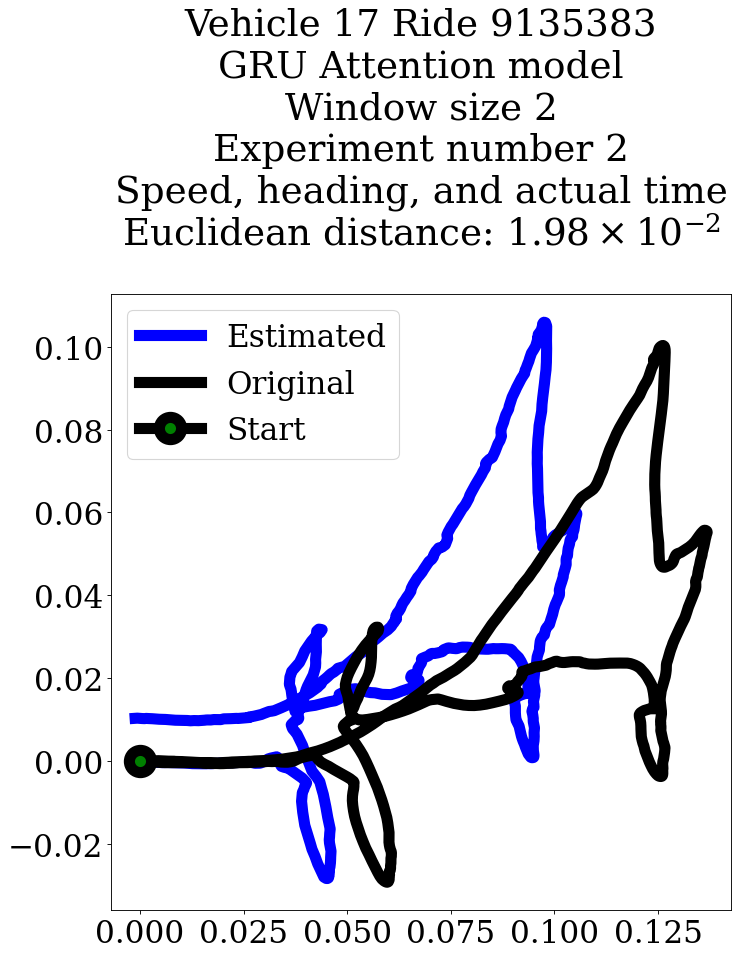 Vehicle 17 Ride 9135383
GRU Attention model
Window size 2
Experiment number 2
Speed, heading, and actual time
Euclidean distance: 1.98 × 10⁻²
Estimated
Original
Start
0.10
0.08
0.06
0.04
0.02
0.00
−0.02
0.000 0.025 0.050 0.075 0.100 0.125